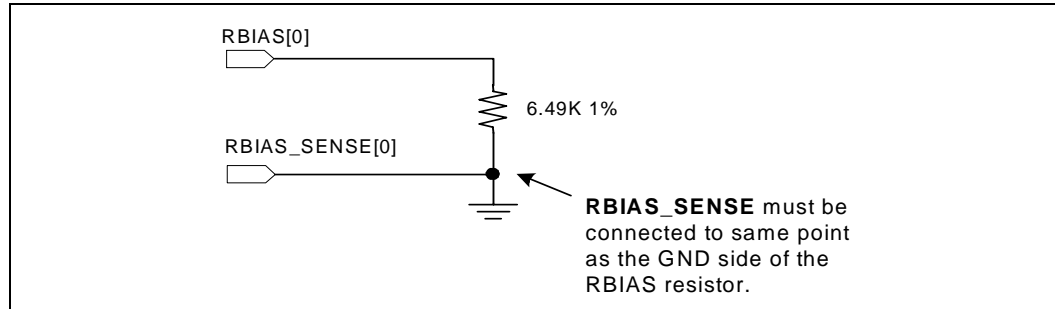 RBIAS[0]
6.49K 1%
RBIAS_SENSE[0]
RBIAS_SENSE must be
connected to same point
as the GND side of the
RBIAS resistor.